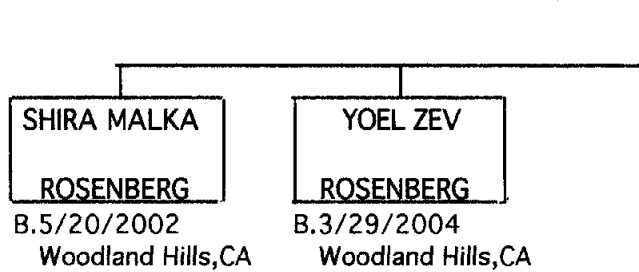 SHIRA MALKA
ROSENBERG
B.5/20/2002
Woodland Hills,CA
YOEL ZEV
ROSENBERG
B.3/29/2004
Woodland Hills,CA